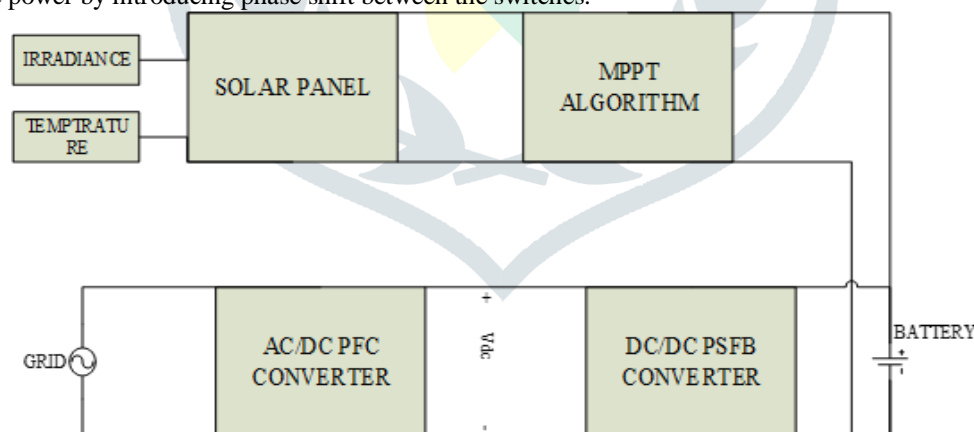 power by introducing phase shift between the switches.
IRRADIANCE
TEMPTRATU
RE
SOLAR PANEL
MPPT
ALGORITHM
GRID
AC/DC PFC
CONVERTER
+
Vdc
-
DC/DC PSFB
CONVERTER
BATTERY
+
-